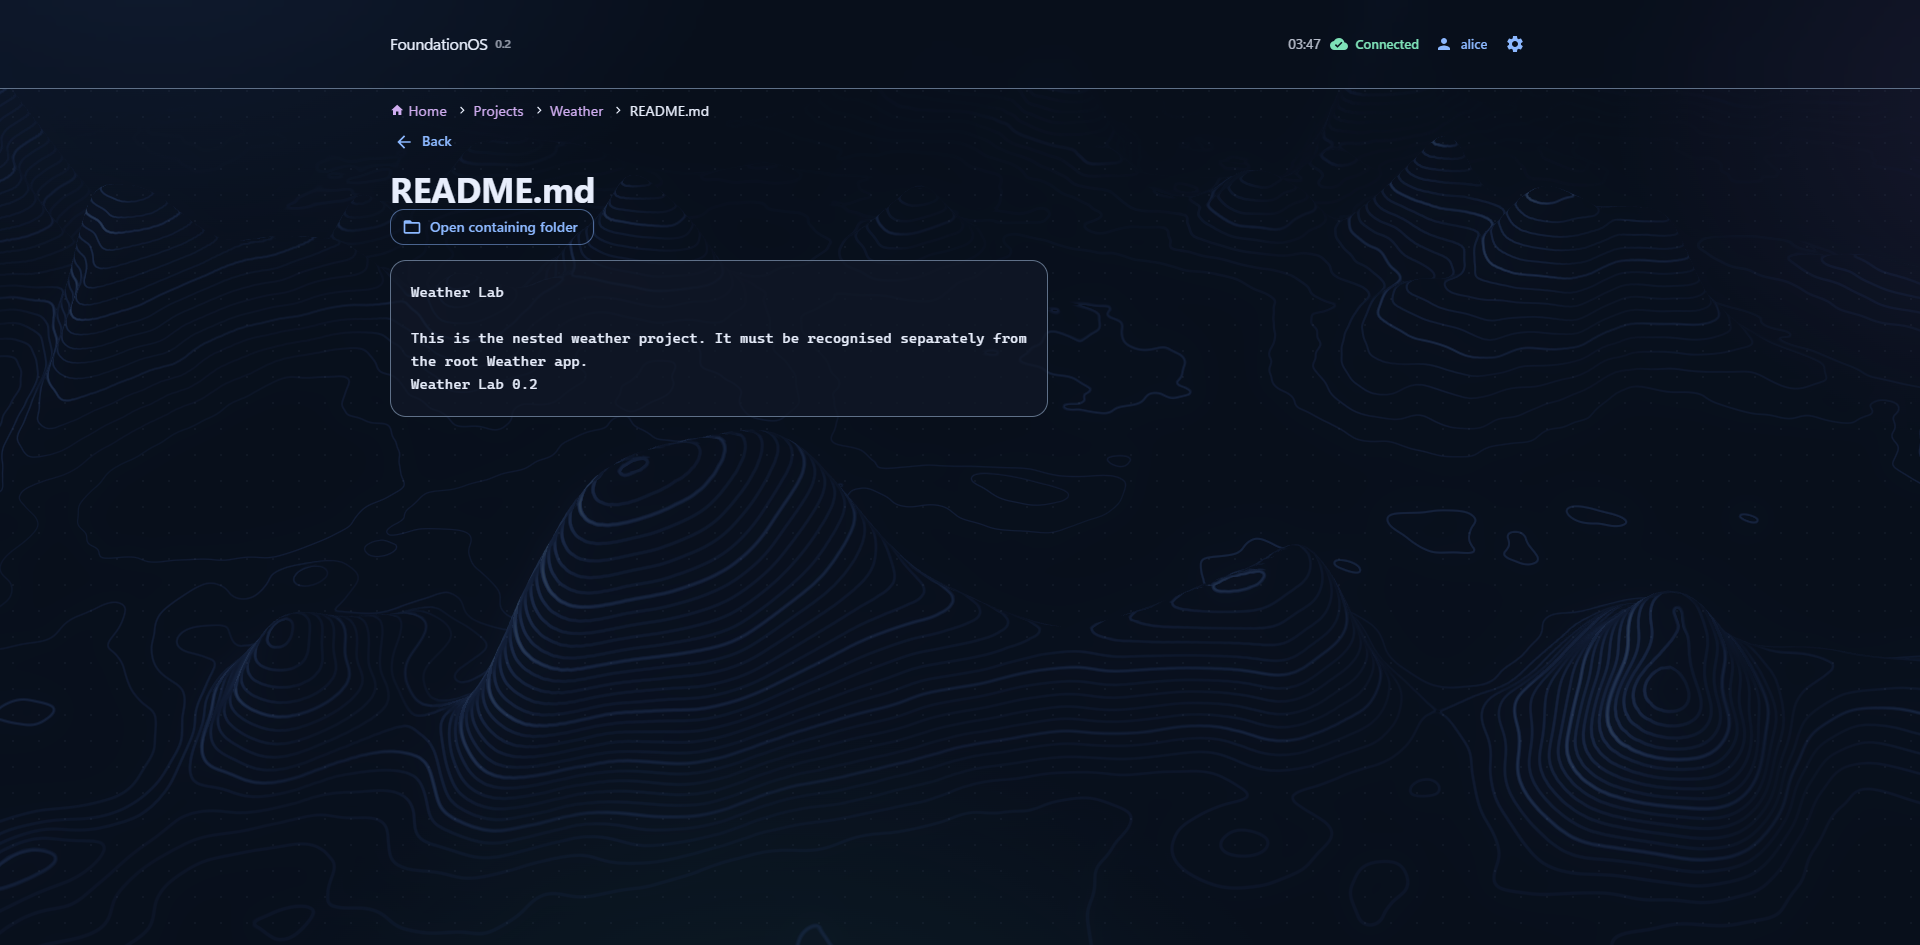 FoundationOS 0.2
03:47 Connected alice
Home > Projects > Weather > README.md
Back
README.md
Open containing folder
Weather Lab
This is the nested weather project. It must be recognised separately from
the root Weather app.
Weather Lab 0.2